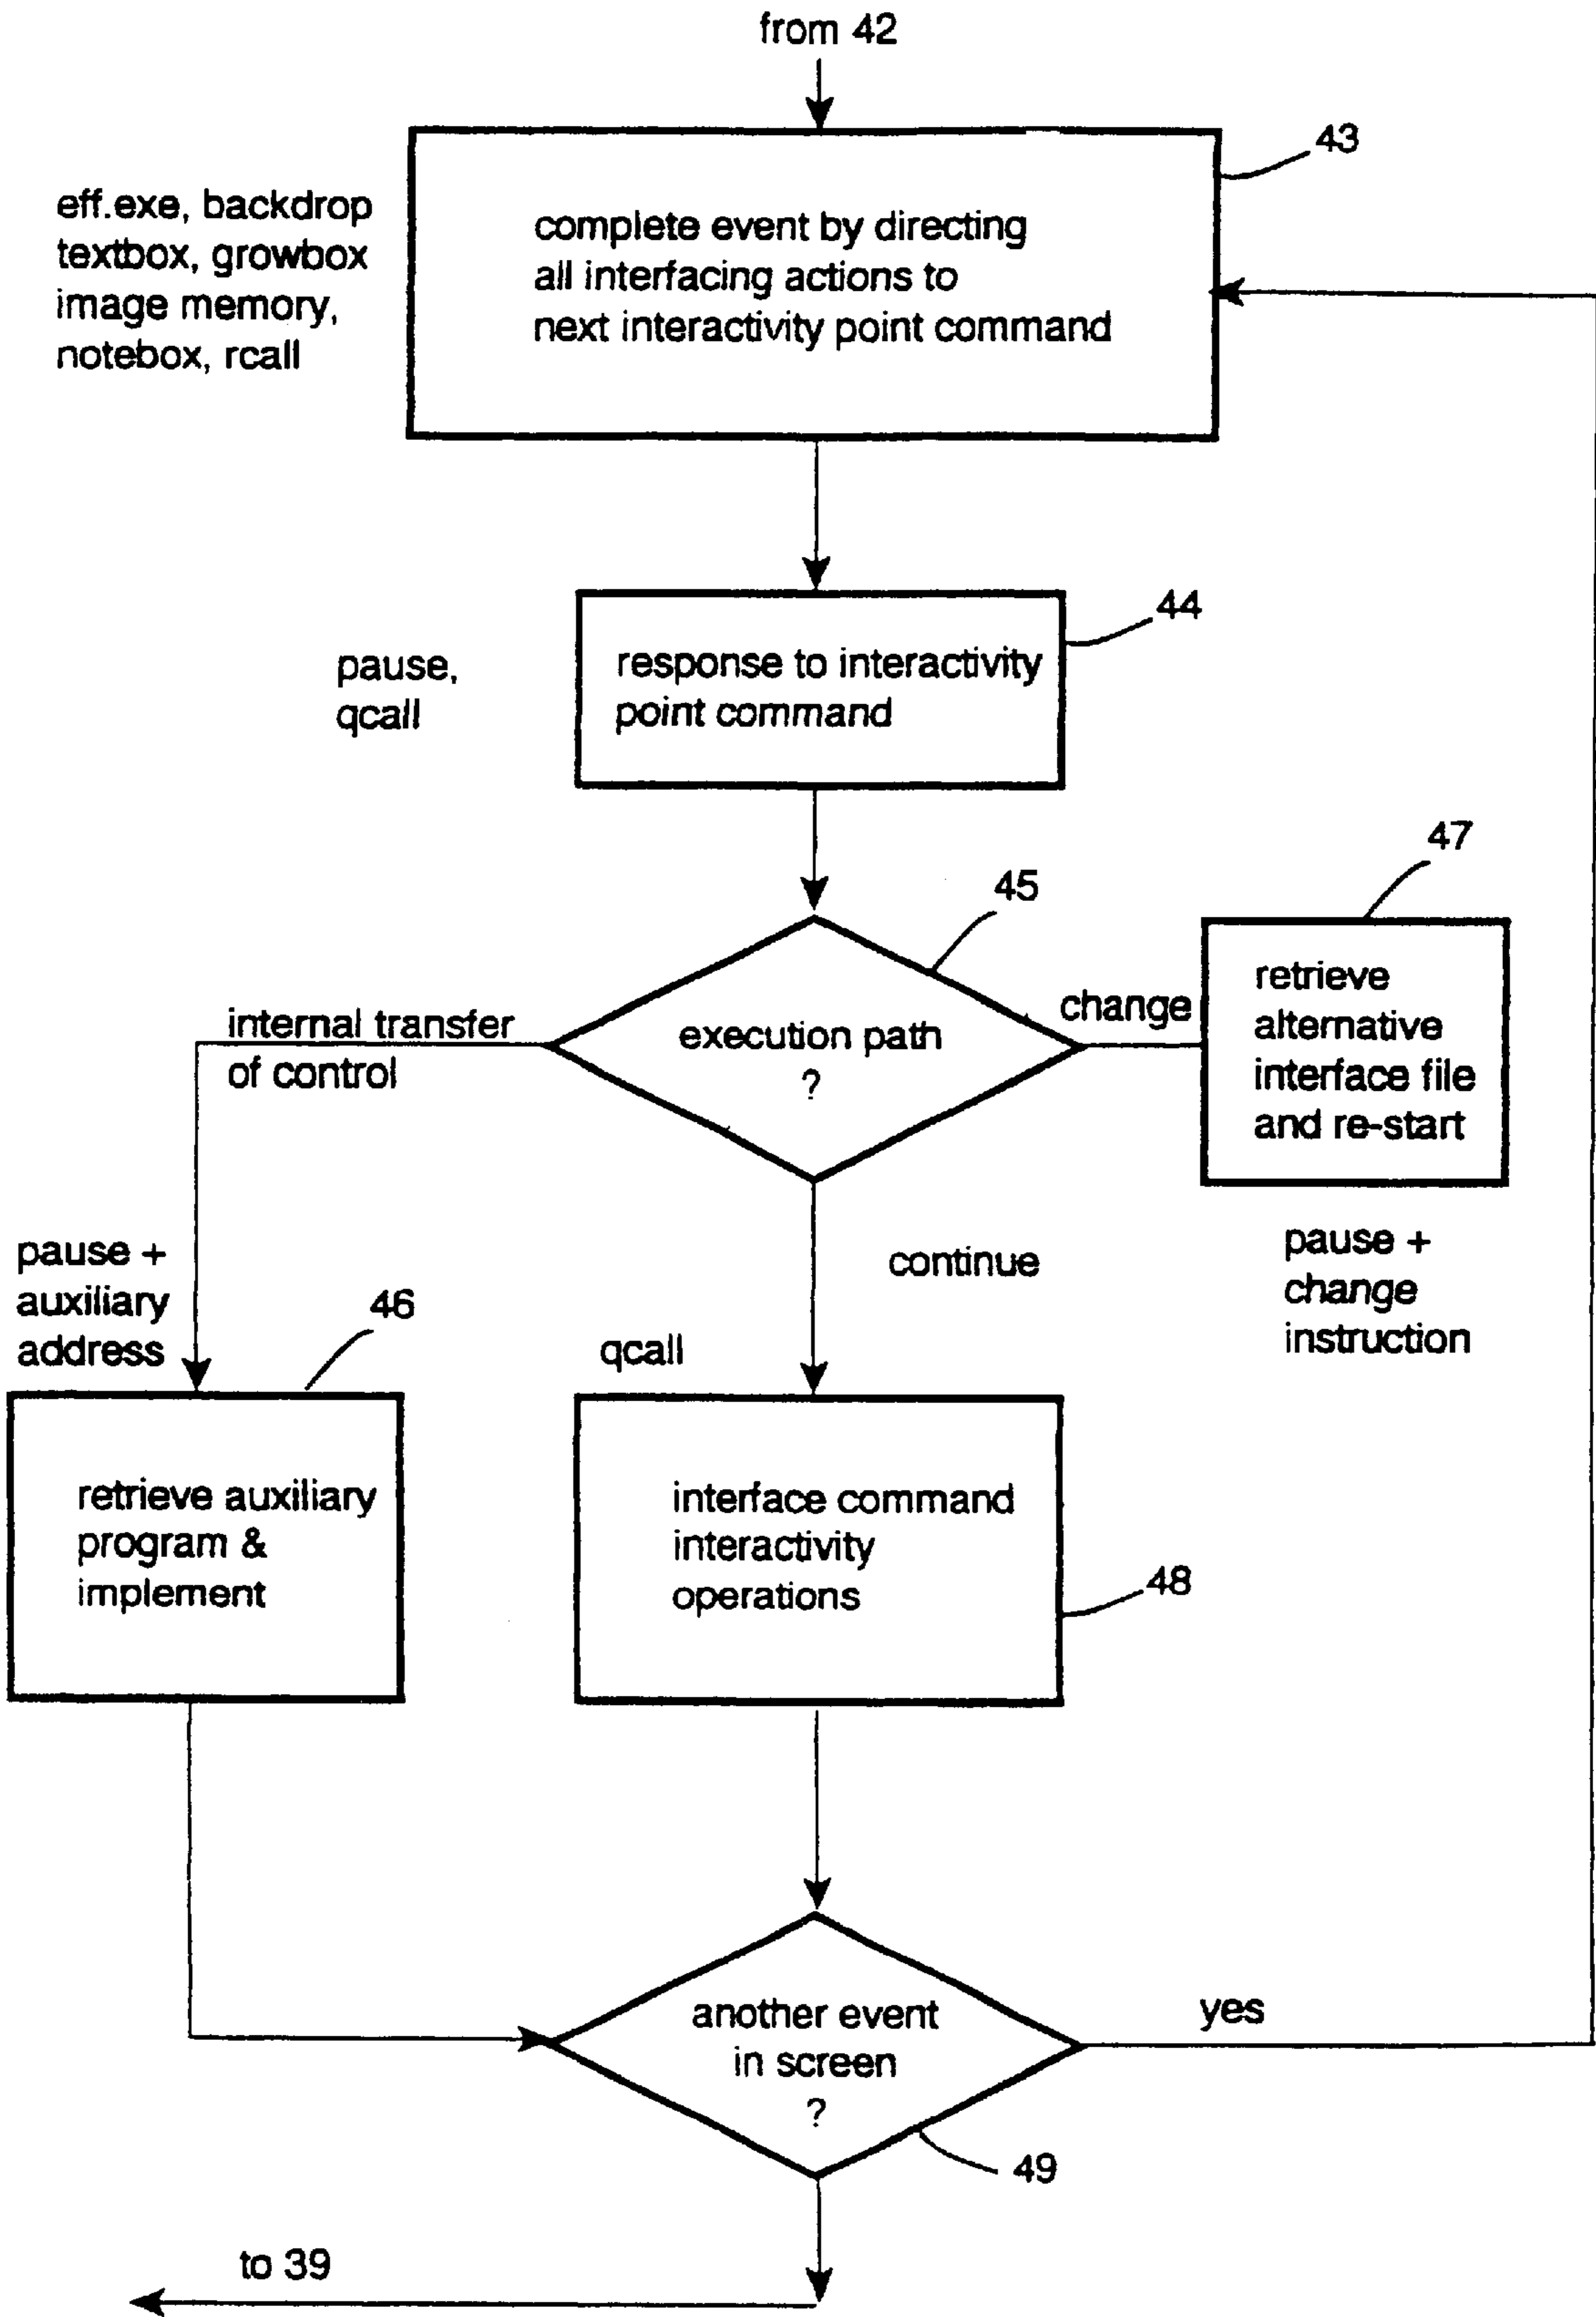 from 42
43
eff.exe, backdrop
textbox, growbox
image memory,
notebox, rcall
complete event by directing
all interfacing actions to
next interactivity point command
44
pause,
qcall
response to interactivity
point command
45
47
internal transfer
of control
execution path
?
change
retrieve
alternative
interface file
and re-start
pause +
auxiliary
address
46
continue
qcall
pause +
change
instruction
retrieve auxiliary
program &
implement
interface command
interactivity
operations
48
another event
in screen
?
yes
49
to 39